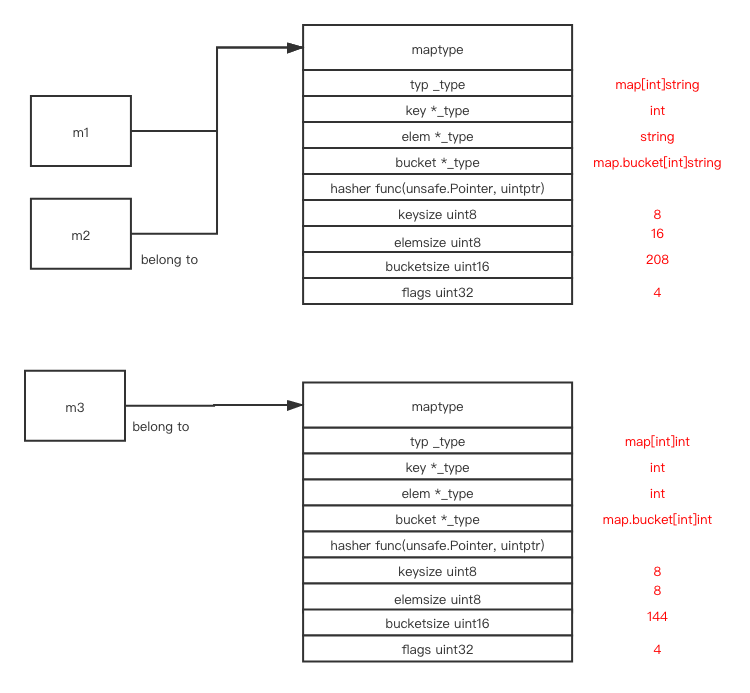 maptype
typ _type map[int]string
key *_type int
m1
elem *_type string
bucket *_type map.bucket[int]string
hasher func(unsafe.Pointer, uintptr)
keysize uint8 8
m2
elemsize uint8 16
belong to
bucketsize uint16 208
flags uint32 4
maptype
m3
belong to
typ _type map[int]int
key *_type int
elem *_type int
bucket *_type map.bucket[int]int
hasher func(unsafe.Pointer, uintptr)
keysize uint8 8
elemsize uint8 8
bucketsize uint16 144
flags uint32 4